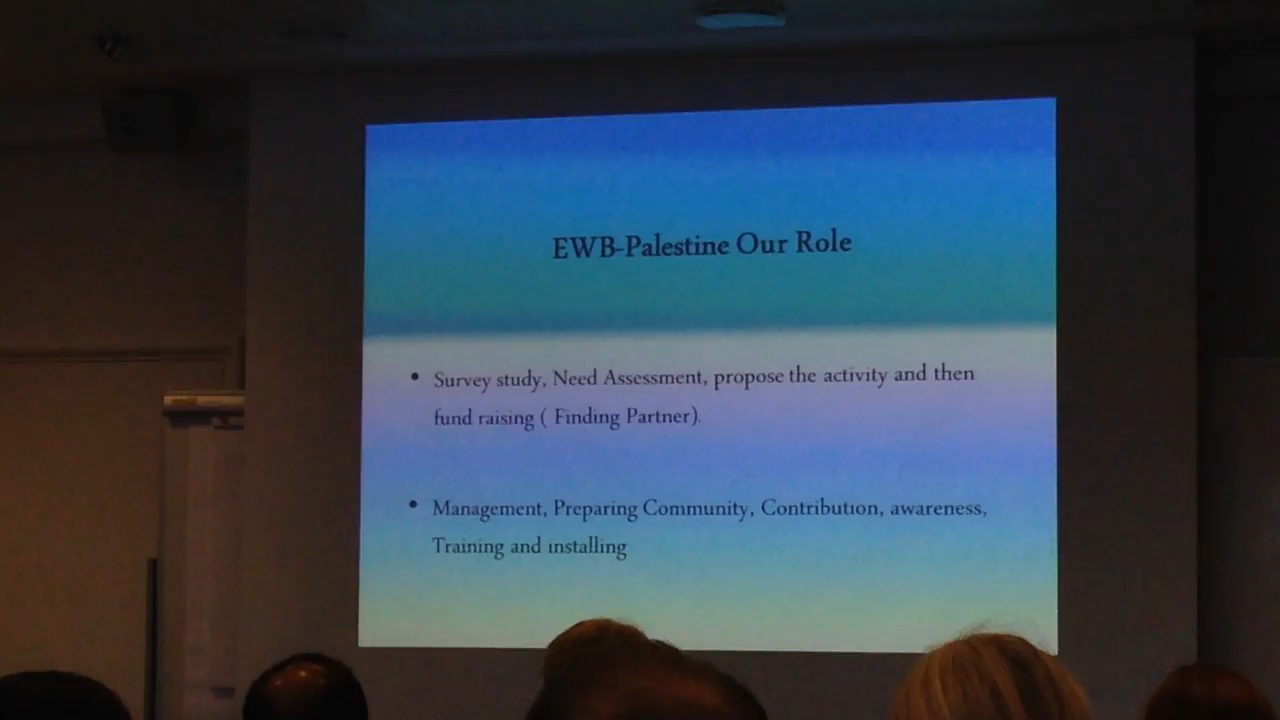 EWB-Palestine Our Role
• Survey study, Need Assessment, propose the activity and then
fund raising ( Finding Partner).
• Management, Preparing Community, Contribution, awareness,
Training and installing